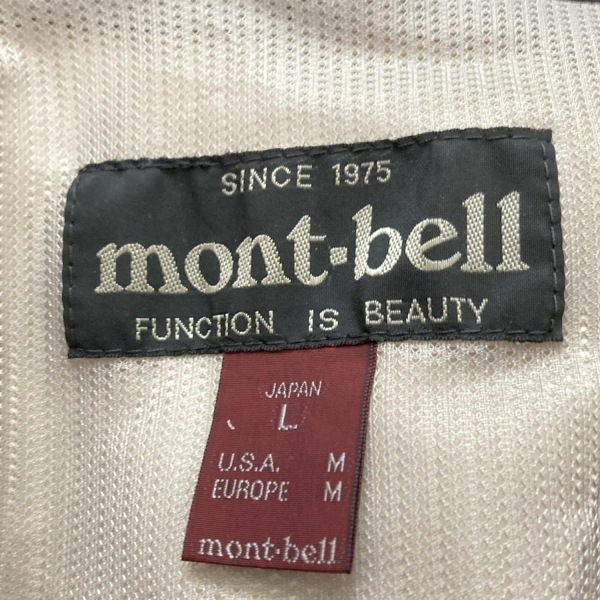 SINCE 1975
mont-bell
FUNCTION IS BEAUTY
JAPAN
L
U.S.A. M
EUROPE M
mont-bell